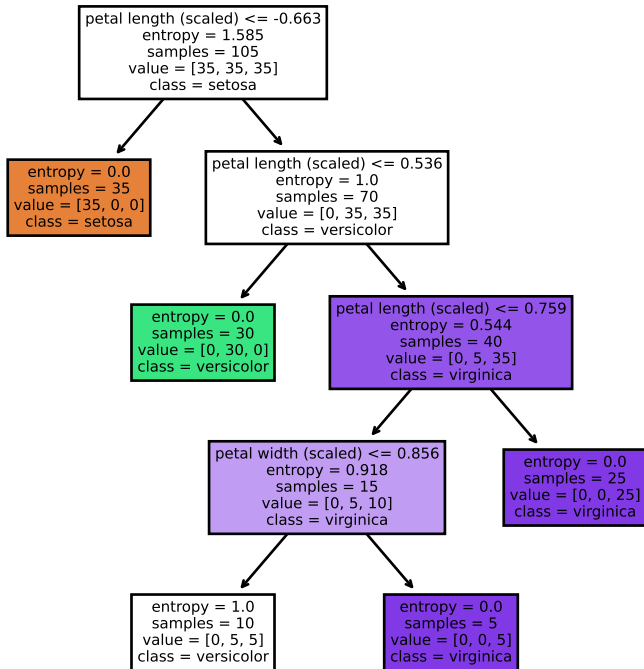 petal length (scaled) <= -0.663
entropy = 1.585
samples = 105
value = [35, 35, 35]
class = setosa
entropy = 0.0
samples = 35
value = [35, 0, 0]
class = setosa
petal length (scaled) <= 0.536
entropy = 1.0
samples = 70
value = [0, 35, 35]
class = versicolor
entropy = 0.0
samples = 30
value = [0, 30, 0]
class = versicolor
petal length (scaled) <= 0.759
entropy = 0.544
samples = 40
value = [0, 5, 35]
class = virginica
petal width (scaled) <= 0.856
entropy = 0.918
samples = 15
value = [0, 5, 10]
class = virginica
entropy = 0.0
samples = 25
value = [0, 0, 25]
class = virginica
entropy = 1.0
samples = 10
value = [0, 5, 5]
class = versicolor
entropy = 0.0
samples = 5
value = [0, 0, 5]
class = virginica